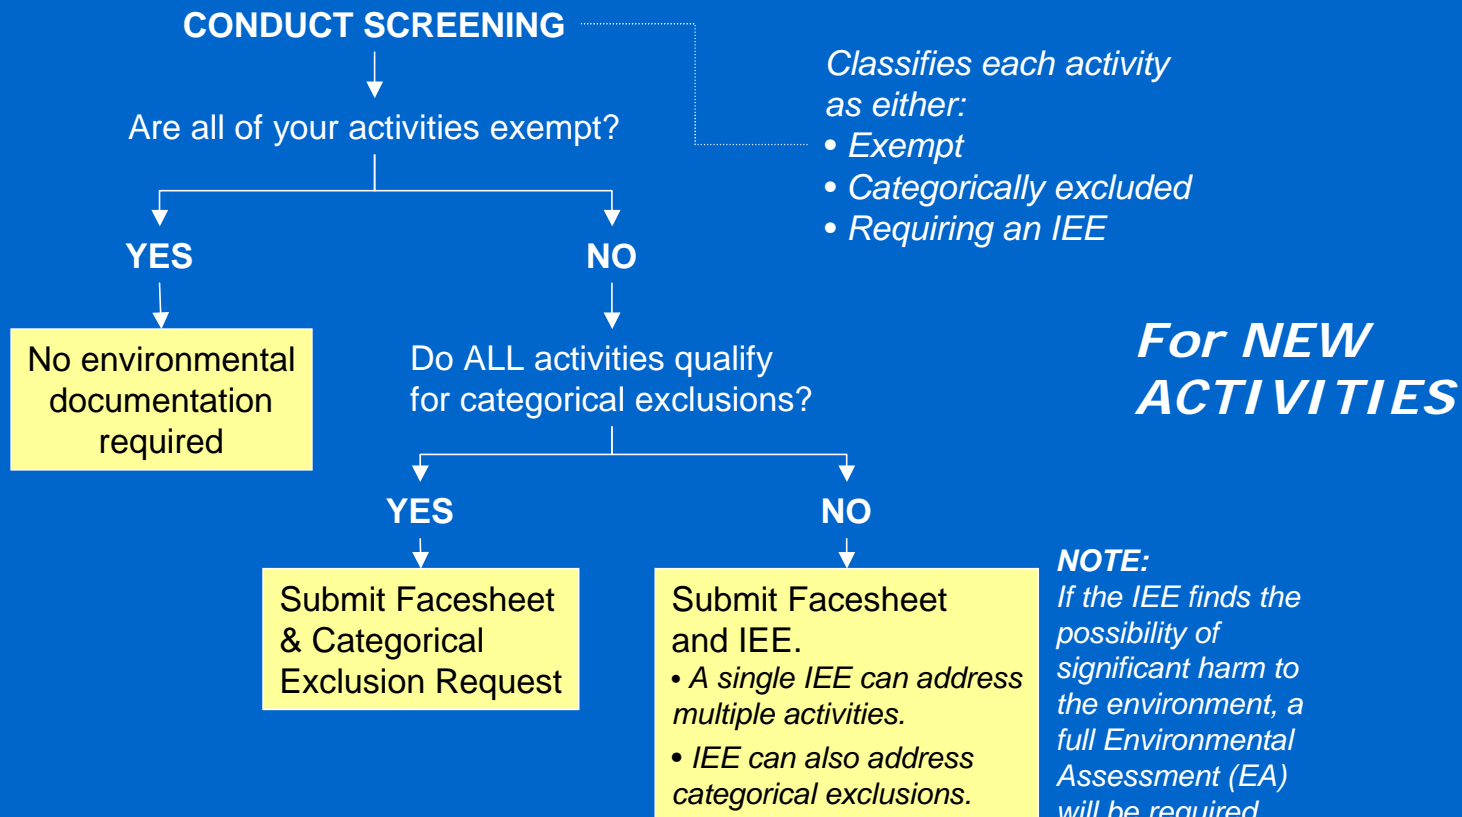 CONDUCT SCREENING
Classifies each activity
as either:
• Exempt
• Categorically excluded
• Requiring an IEE
Are all of your activities exempt?
YES
NO
No environmental
documentation
required
Do ALL activities qualify
for categorical exclusions?
For NEW
ACTIVITIES
YES
NO
Submit Facesheet
& Categorical
Exclusion Request
Submit Facesheet
and IEE.
• A single IEE can address
multiple activities.
• IEE can also address
categorical exclusions.
NOTE:
If the IEE finds the
possibility of
significant harm to
the environment, a
full Environmental
Assessment (EA)
will be required